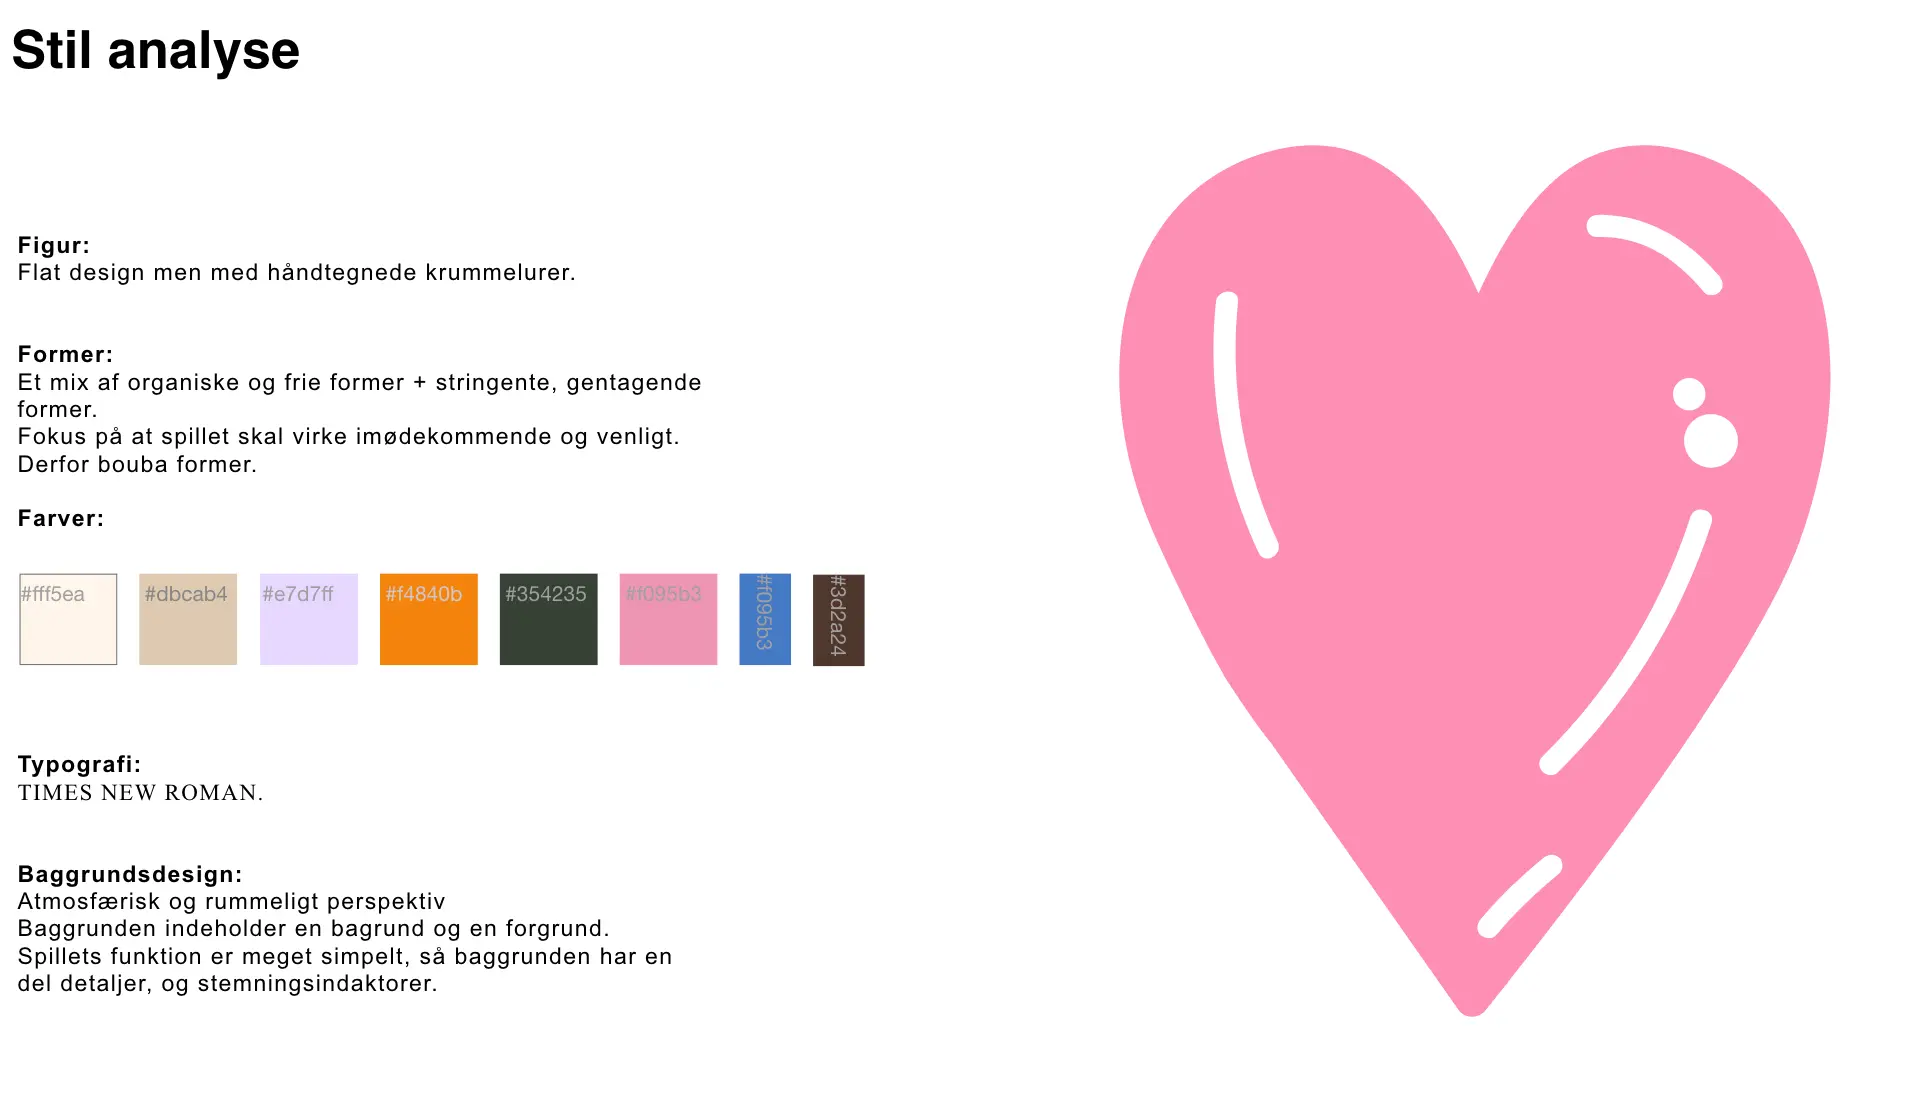 Stil analyse
Figur:
Flat design men med håndtegnede krummelurer.
Former:
Et mix af organiske og frie former + stringente, gentagende
former.
Fokus på at spillet skal virke imødekommende og venligt.
Derfor bouba former.
Farver:
#fff5ea
#dbcab4
#e7d7ff
#f4840b
#354235
#f095b3
#f095b3
#3d2a24
Typografi:
TIMES NEW ROMAN.
Baggrundsdesign:
Atmosfærisk og rummeligt perspektiv
Baggrunden indeholder en bagrund og en forgrund.
Spillets funktion er meget simpelt, så baggrunden har en
del detaljer, og stemningsindaktorer.